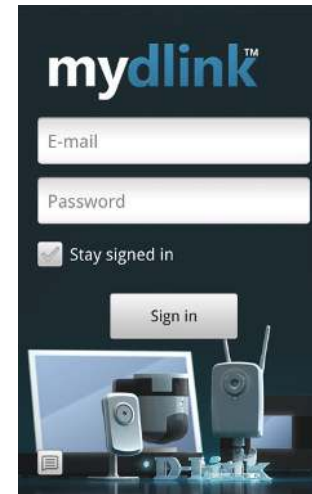 mydlink™
E-mail
Password
Stay signed in
Sign in
D-Link